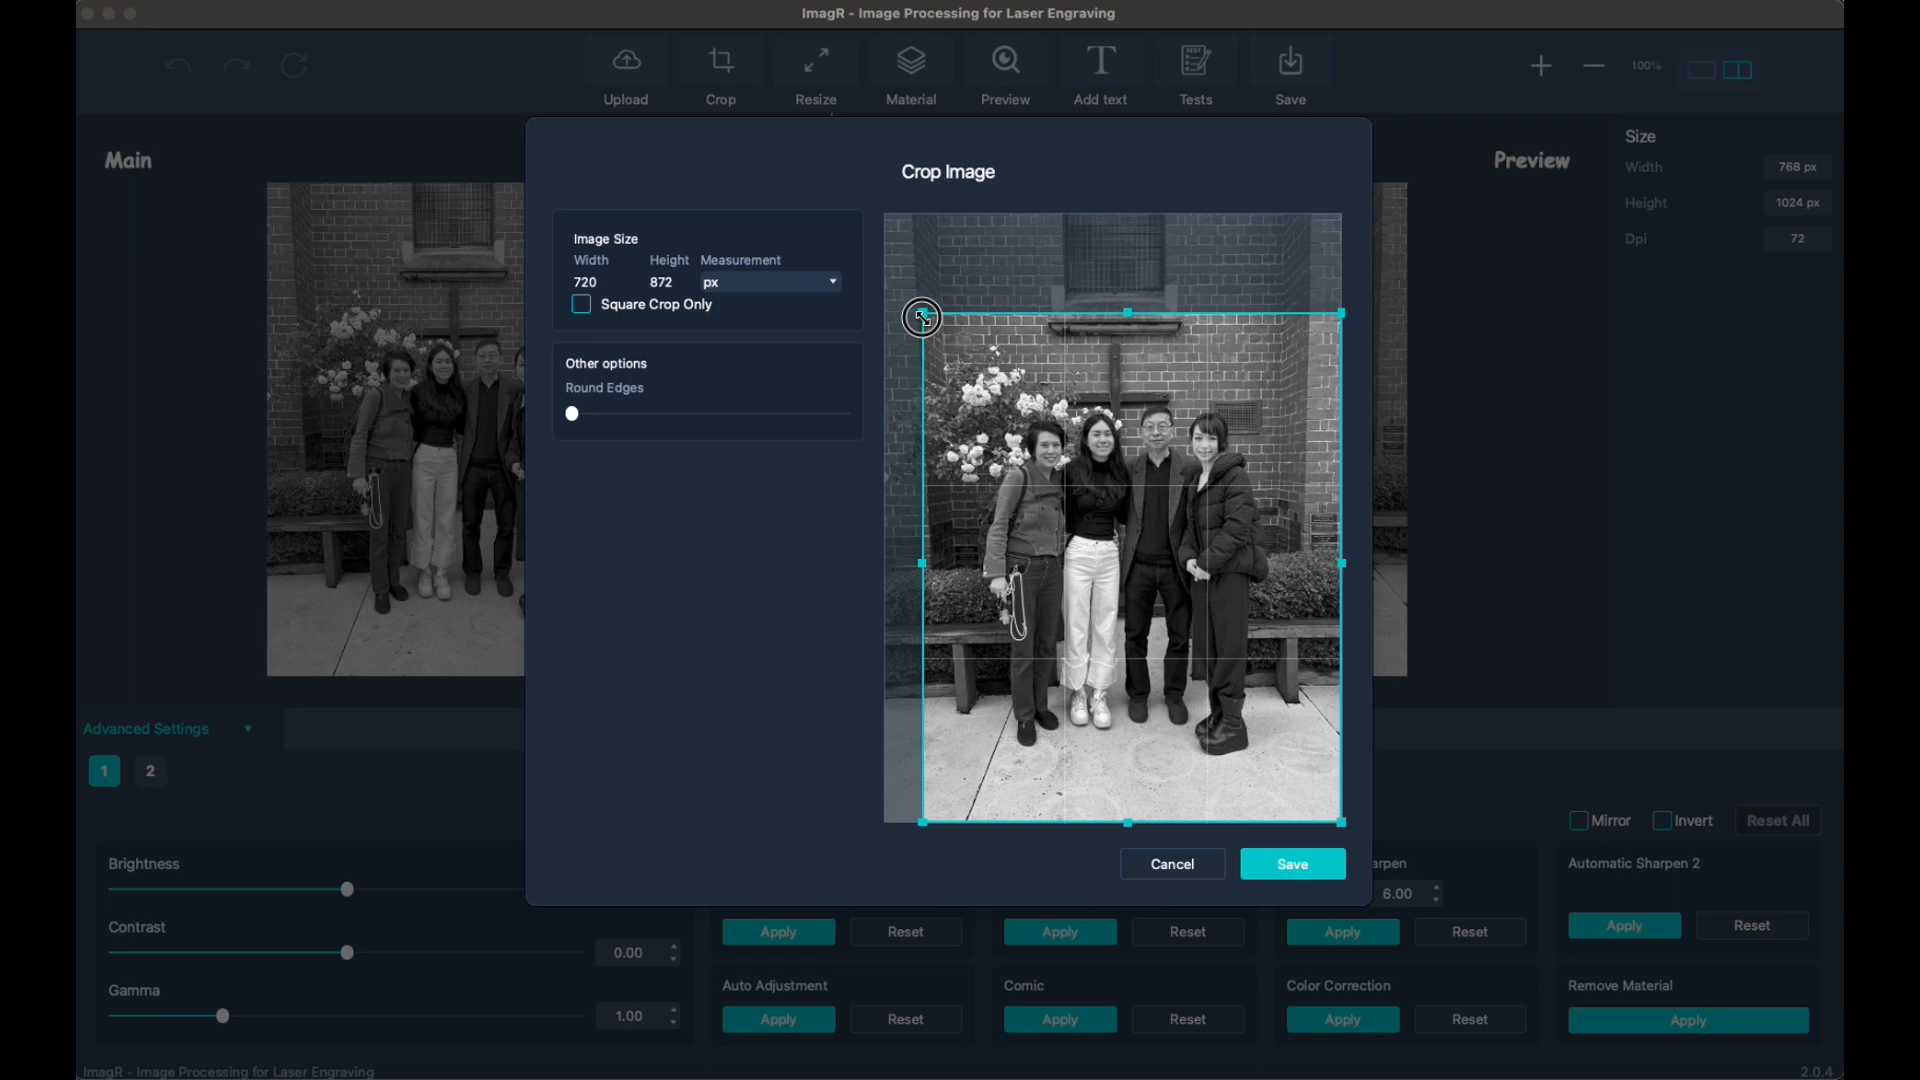 ImagR - Image Processing for Laser Engraving
Upload
Crop
Resize
Material
Preview
Add text
TEST
Tests
Save
100%
Main
Preview
Size
Width
768 px
Height
1024 px
Dpi
72
Crop Image
Image Size
Width
Height
Measurement
720
872
px
Square Crop Only
Other options
Round Edges
Cancel
Save
Advanced Settings
1
2
Mirror
Invert
Reset All
Brightness
Contrast
0.00
Gamma
1.00
6.00
Automatic Sharpen 2
Apply
Reset
Apply
Reset
Apply
Reset
Apply
Reset
Auto Adjustment
Apply
Reset
Comic
Apply
Reset
Color Correction
Apply
Reset
Remove Material
Apply
ImagR - Image Processing for Laser Engraving
2.0.4